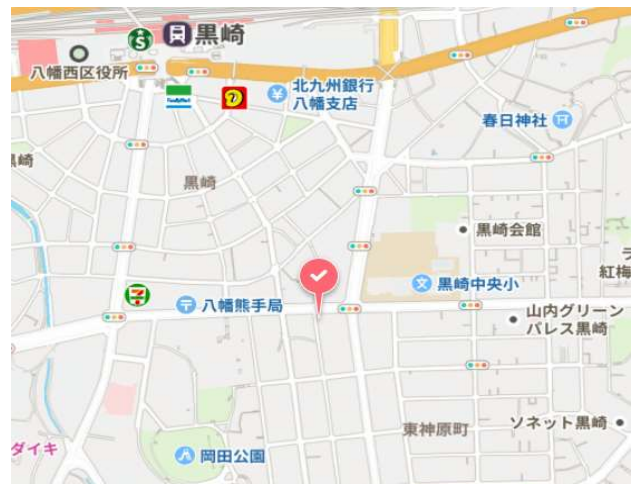 黒崎
八幡西区役所
北九州銀行
八幡支店
FamilyMart
春日神社
黒崎
黒崎会館
紅梅
黒崎中央小
八幡熊手局
山内グリーン
パレス黒崎
東神原町
ソネット黒崎
ダイキ
岡田公園